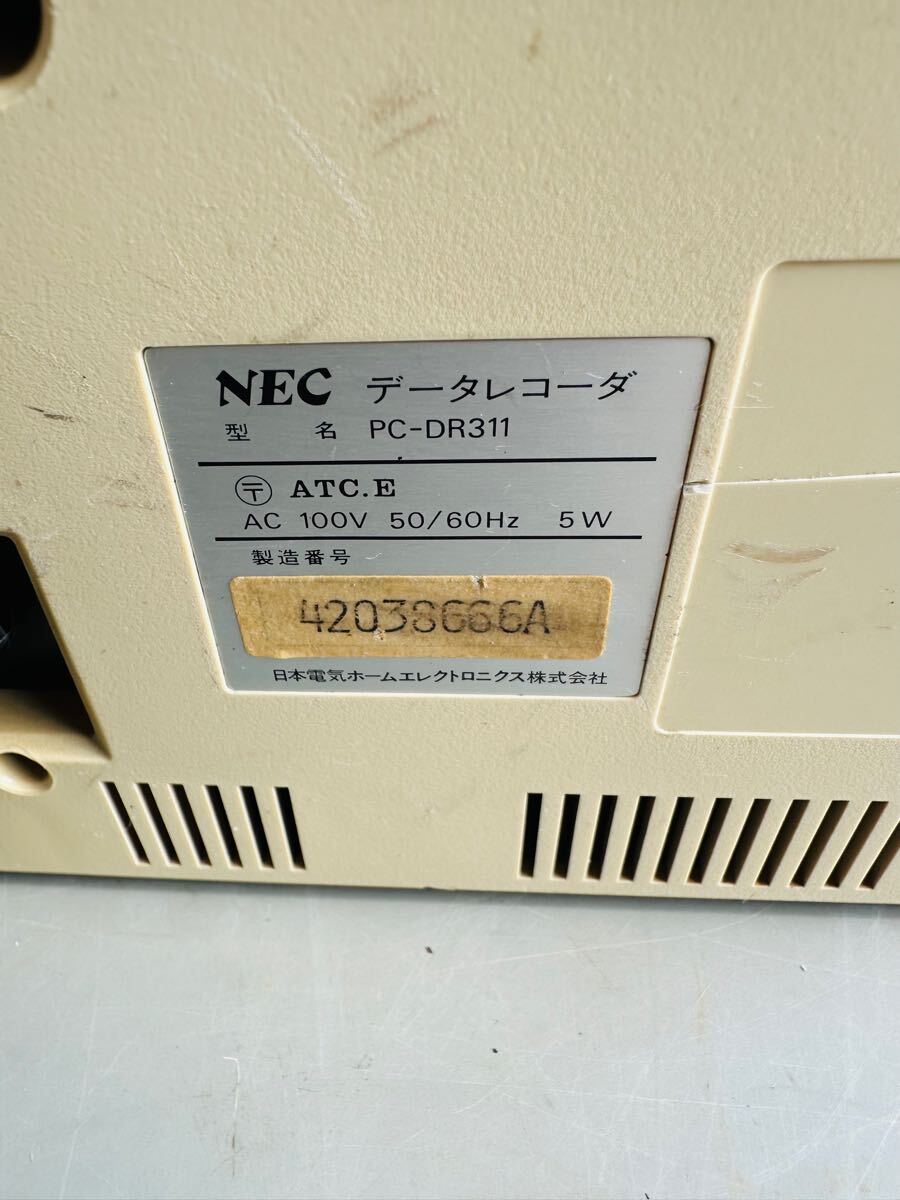 NEC データレコーダ
型 名 PC-DR311
〒 ATC.E
AC 100V 50/60Hz 5W
製造番号
42038666A
日本電気ホームエレクトロニクス株式会社